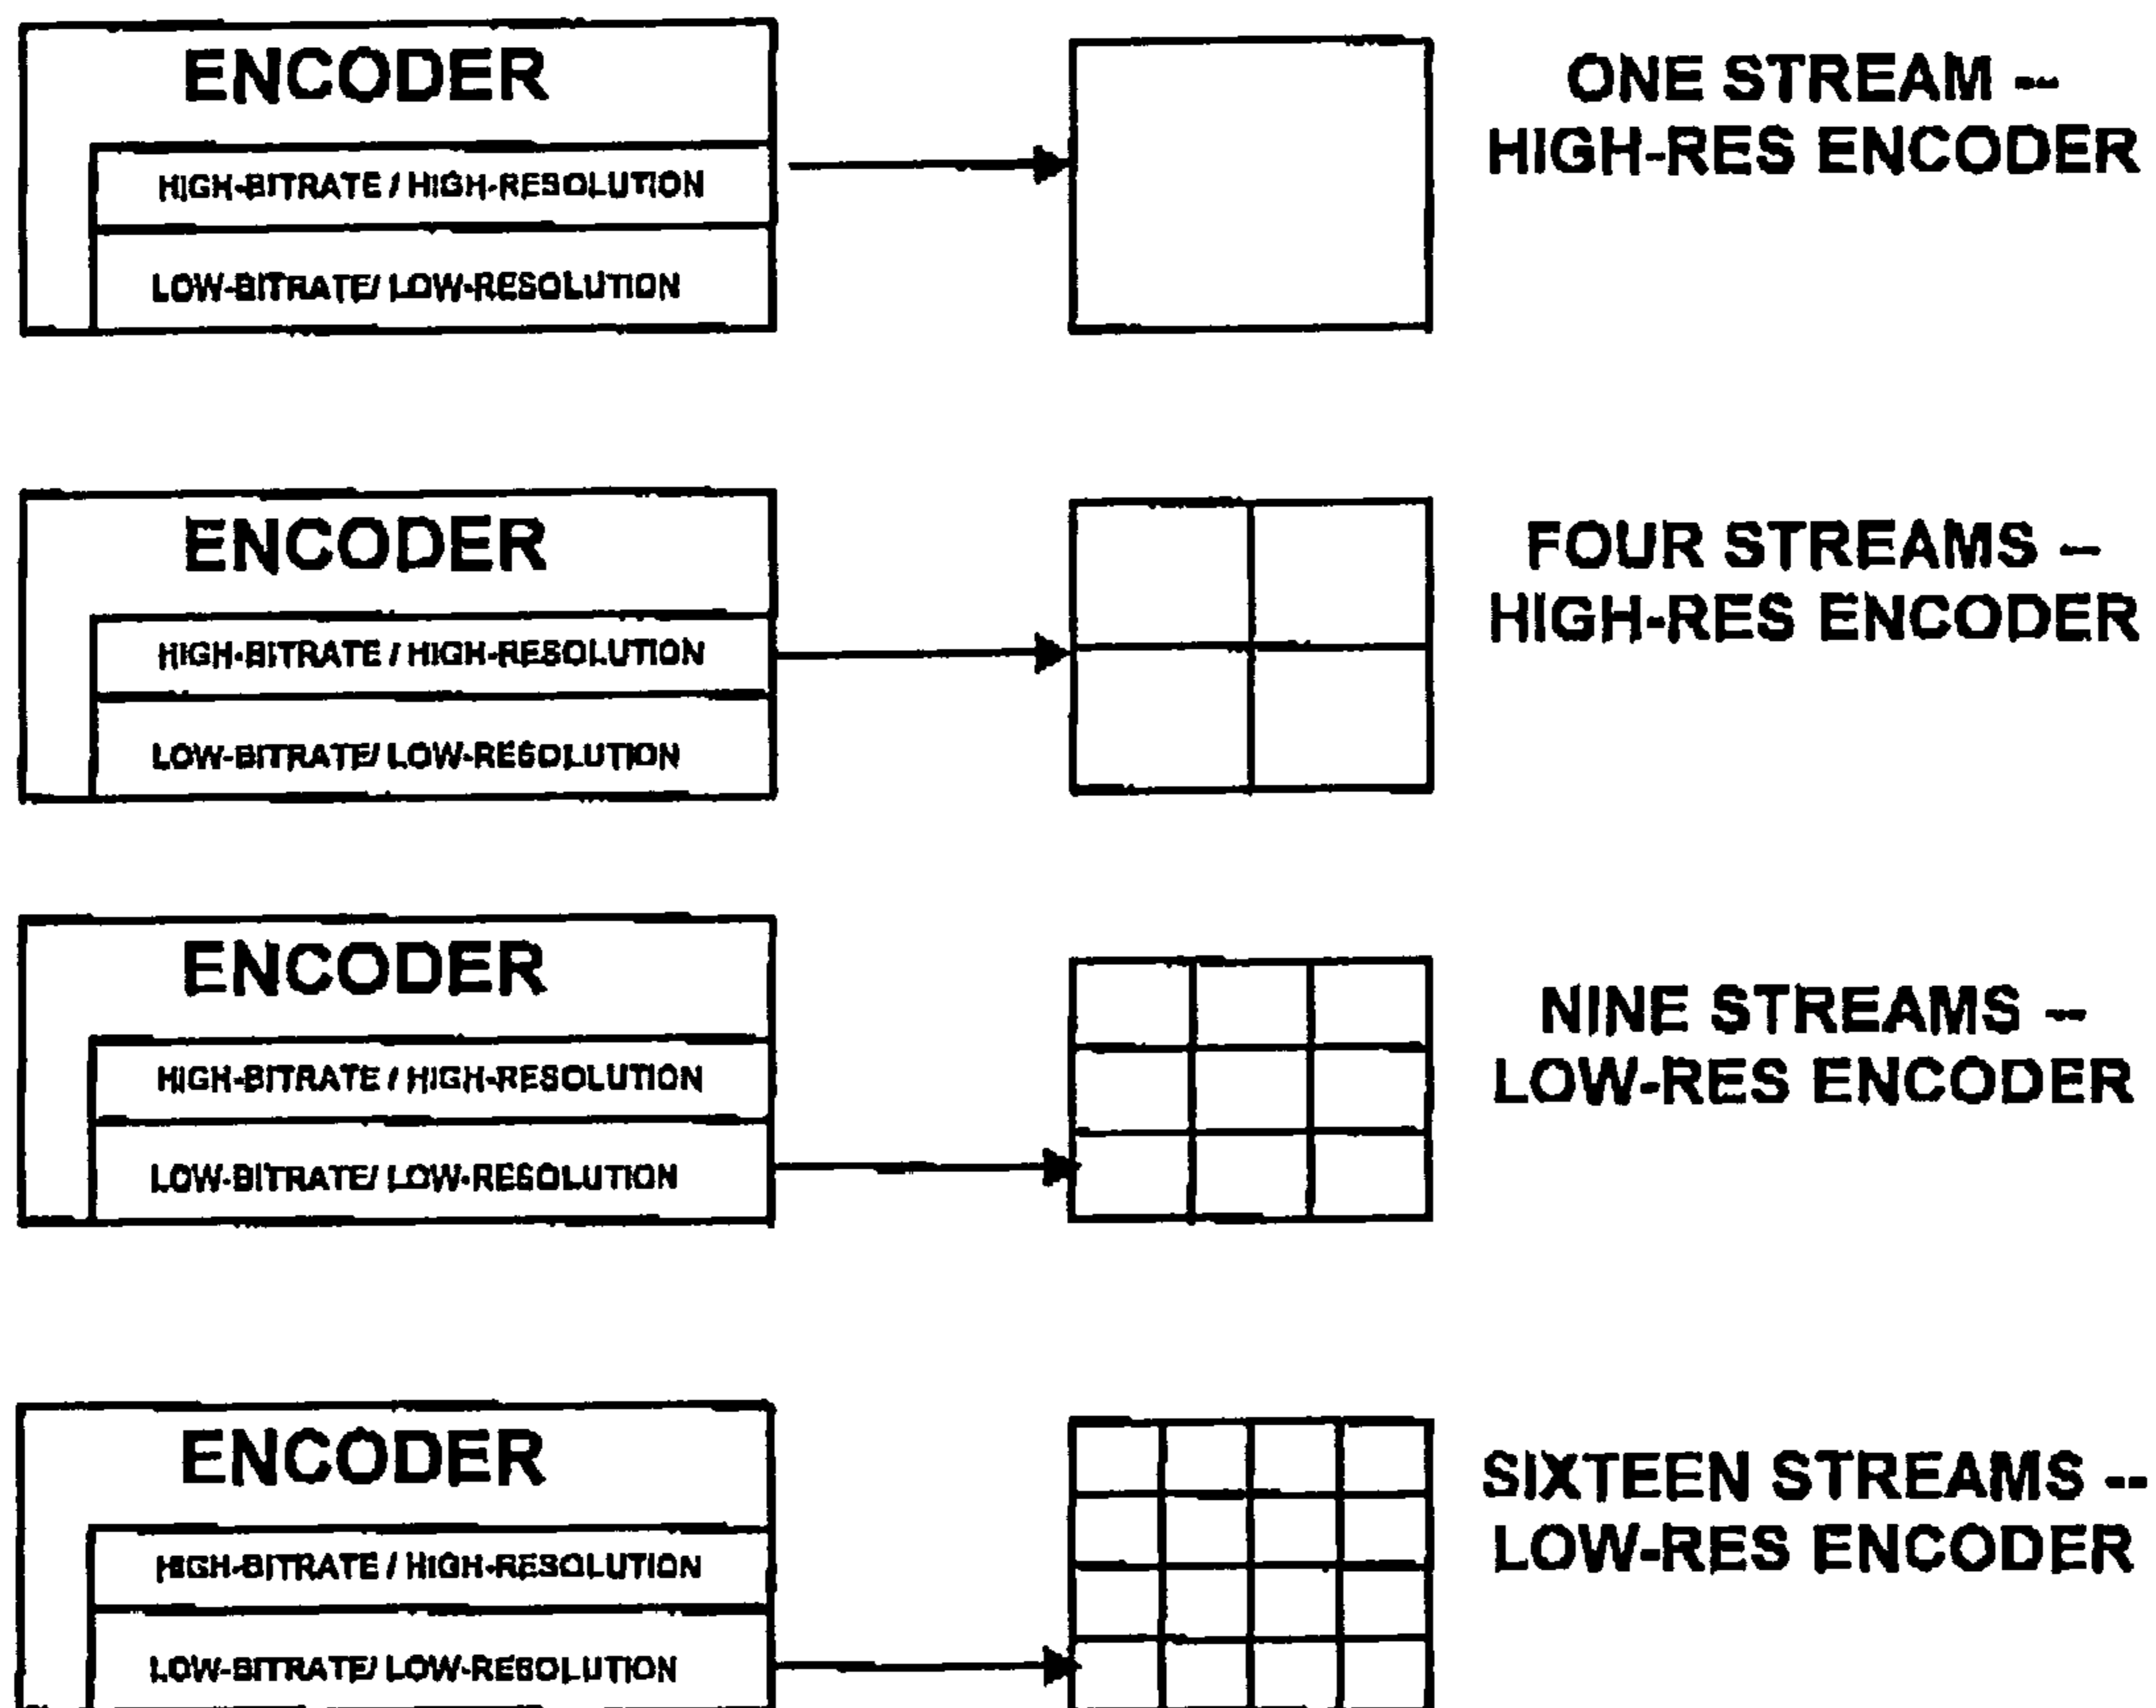 ENCODER
HIGH-BITRATE / HIGH-RESOLUTION
LOW-BITRATE/ LOW-RESOLUTION
ONE STREAM --
HIGH-RES ENCODER
ENCODER
HIGH-BITRATE / HIGH-RESOLUTION
LOW-BITRATE/ LOW-RESOLUTION
FOUR STREAMS --
HIGH-RES ENCODER
ENCODER
HIGH-BITRATE / HIGH-RESOLUTION
LOW-BITRATE/ LOW-RESOLUTION
NINE STREAMS --
LOW-RES ENCODER
ENCODER
HIGH-BITRATE / HIGH-RESOLUTION
LOW-BITRATE/ LOW-RESOLUTION
SIXTEEN STREAMS --
LOW-RES ENCODER